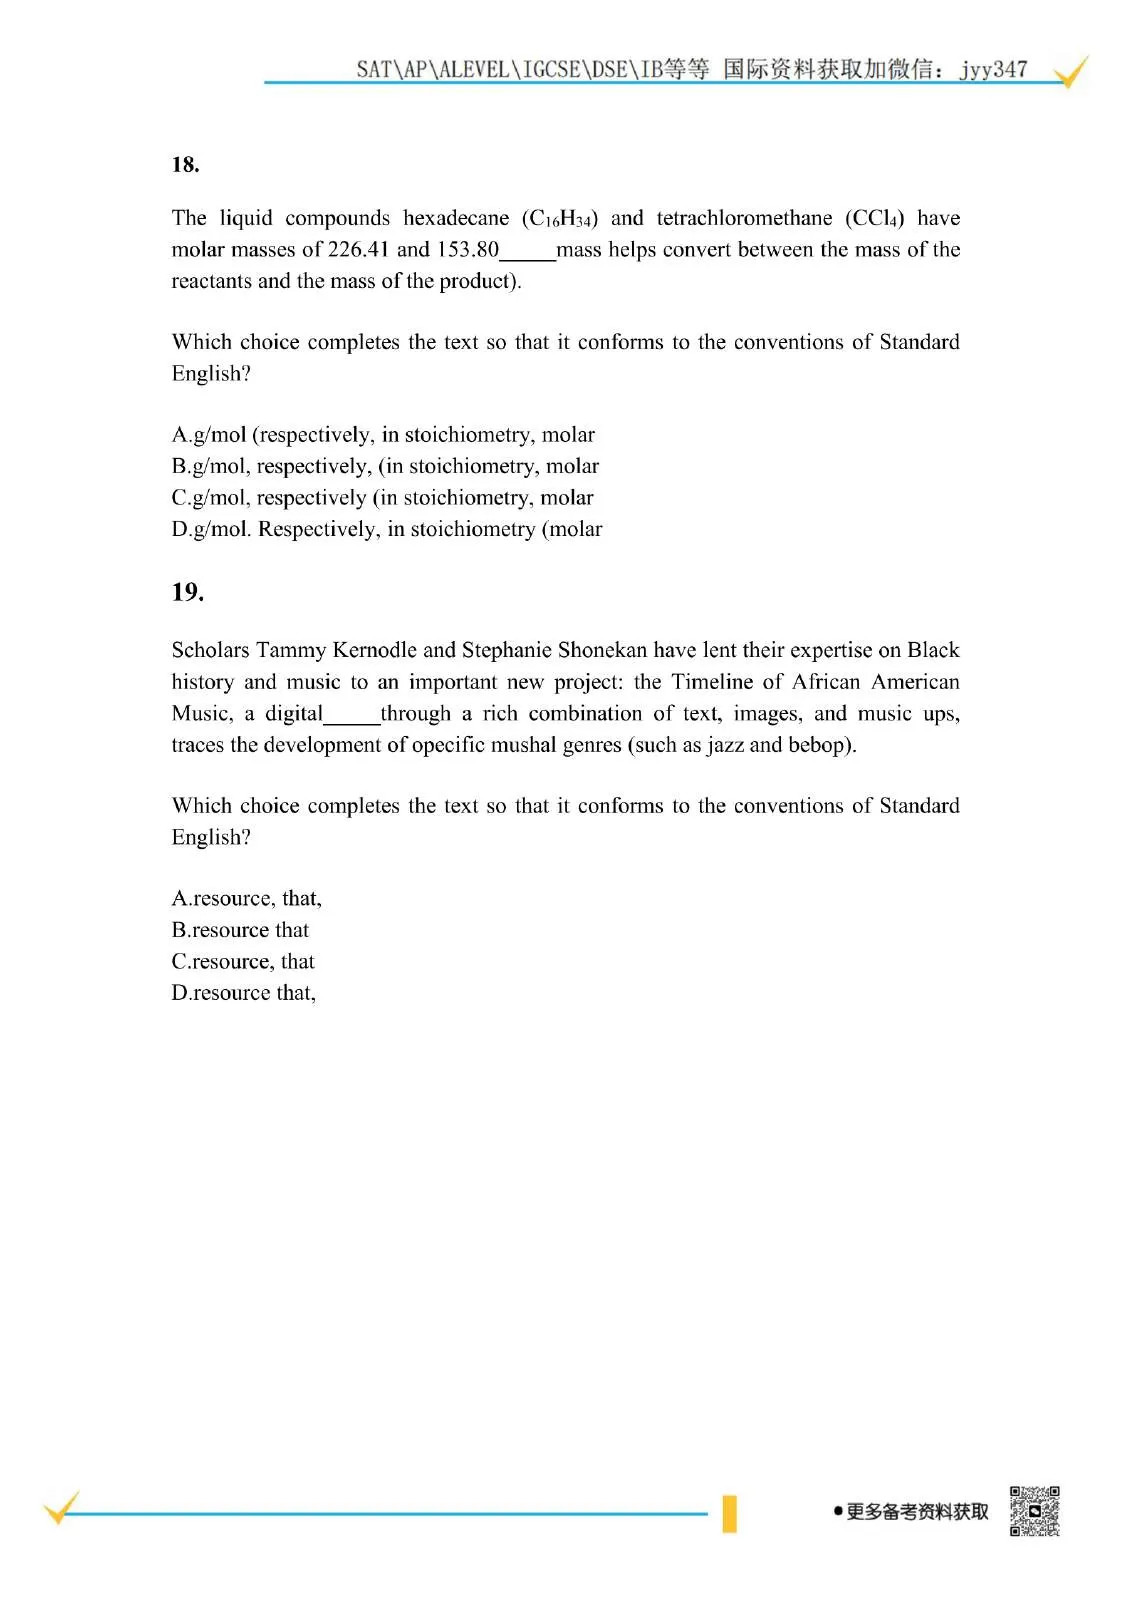 SAT\AP\ALEVEL\IGCSE\DSE\IB等等 国际资料获取加微信：jyy347
18.
The liquid compounds hexadecane (C₁₆H₃₄) and tetrachloromethane (CCl₄) have
molar masses of 226.41 and 153.80_____mass helps convert between the mass of the
reactants and the mass of the product).
Which choice completes the text so that it conforms to the conventions of Standard
English?
A.g/mol (respectively, in stoichiometry, molar
B.g/mol, respectively, (in stoichiometry, molar
C.g/mol, respectively (in stoichiometry, molar
D.g/mol. Respectively, in stoichiometry (molar
19.
Scholars Tammy Kernodle and Stephanie Shonekan have lent their expertise on Black
history and music to an important new project: the Timeline of African American
Music, a digital_____through a rich combination of text, images, and music ups,
traces the development of opecific mushal genres (such as jazz and bebop).
Which choice completes the text so that it conforms to the conventions of Standard
English?
A.resource, that,
B.resource that
C.resource, that
D.resource that,
•更多备考资料获取